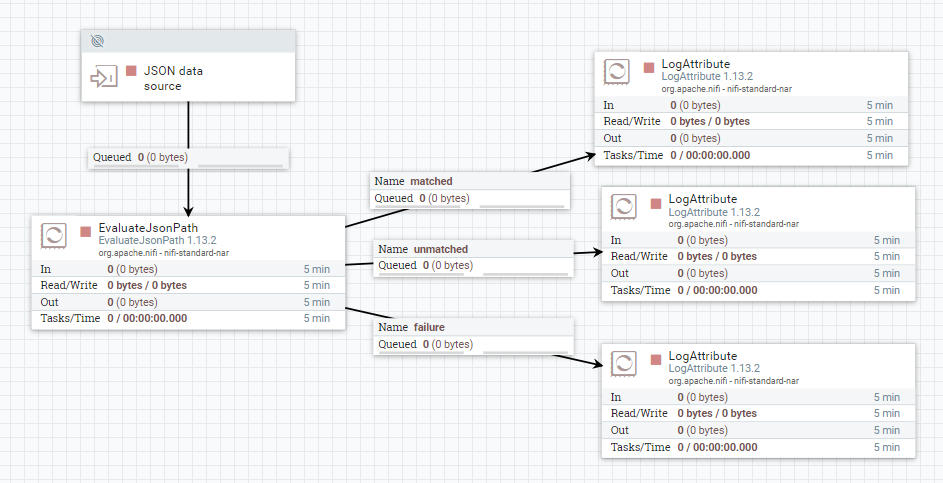 JSON data
source
Queued 0 (0 bytes)
EvaluateJsonPath
EvaluateJsonPath 1.13.2
org.apache.nifi - nifi-standard-nar
In 0 (0 bytes) 5 min
Read/Write 0 bytes / 0 bytes 5 min
Out 0 (0 bytes) 5 min
Tasks/Time 0 / 00:00:00.000 5 min
Name matched
Queued 0 (0 bytes)
Name unmatched
Queued 0 (0 bytes)
Name failure
Queued 0 (0 bytes)
LogAttribute
LogAttribute 1.13.2
org.apache.nifi - nifi-standard-nar
In 0 (0 bytes) 5 min
Read/Write 0 bytes / 0 bytes 5 min
Out 0 (0 bytes) 5 min
Tasks/Time 0 / 00:00:00.000 5 min
LogAttribute
LogAttribute 1.13.2
org.apache.nifi - nifi-standard-nar
In 0 (0 bytes) 5 min
Read/Write 0 bytes / 0 bytes 5 min
Out 0 (0 bytes) 5 min
Tasks/Time 0 / 00:00:00.000 5 min
LogAttribute
LogAttribute 1.13.2
org.apache.nifi - nifi-standard-nar
In 0 (0 bytes) 5 min
Read/Write 0 bytes / 0 bytes 5 min
Out 0 (0 bytes) 5 min
Tasks/Time 0 / 00:00:00.000 5 min